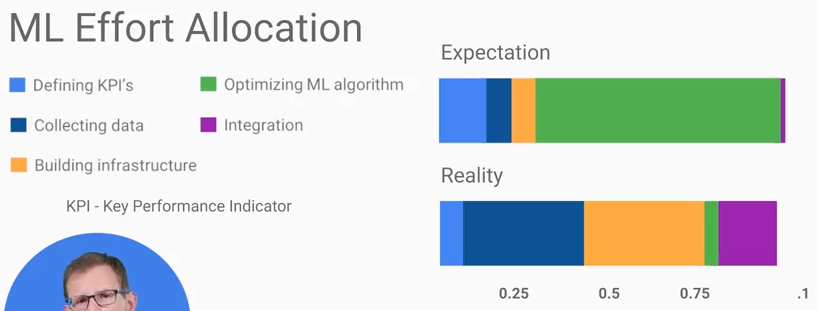 ML Effort Allocation
Defining KPI's
Optimizing ML algorithm
Collecting data
Integration
Building infrastructure
KPI - Key Performance Indicator
Expectation
Reality
0.25 0.5 0.75 .1